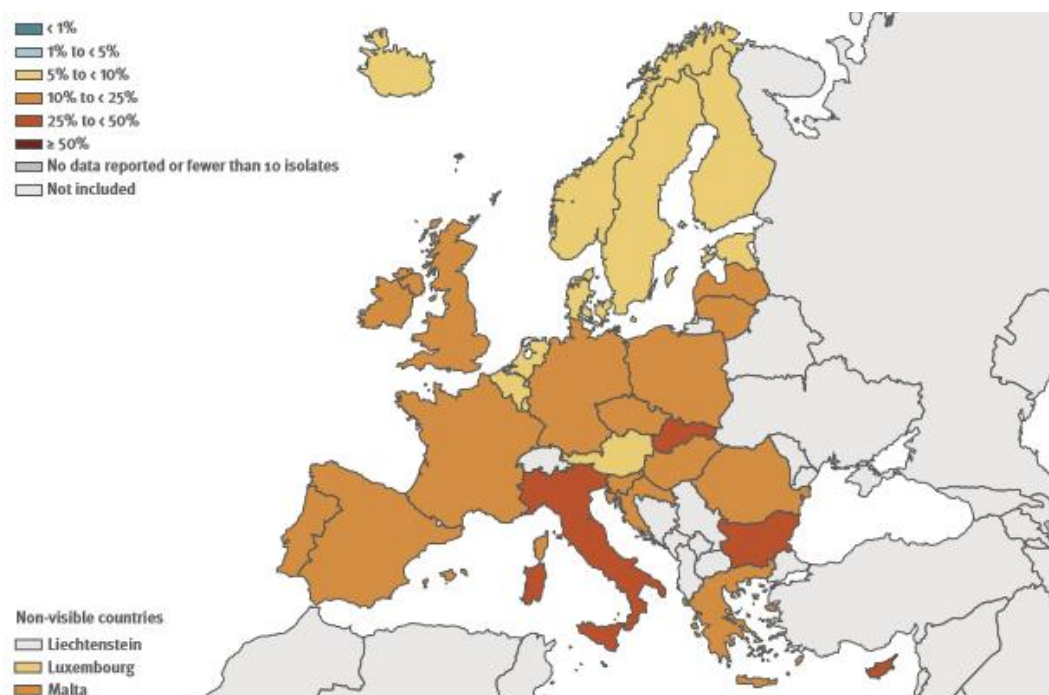 < 1%
1% to < 5%
5% to < 10%
10% to < 25%
25% to < 50%
≥ 50%
No data reported or fewer than 10 isolates
Not included
Non-visible countries
Liechtenstein
Luxembourg
Malta